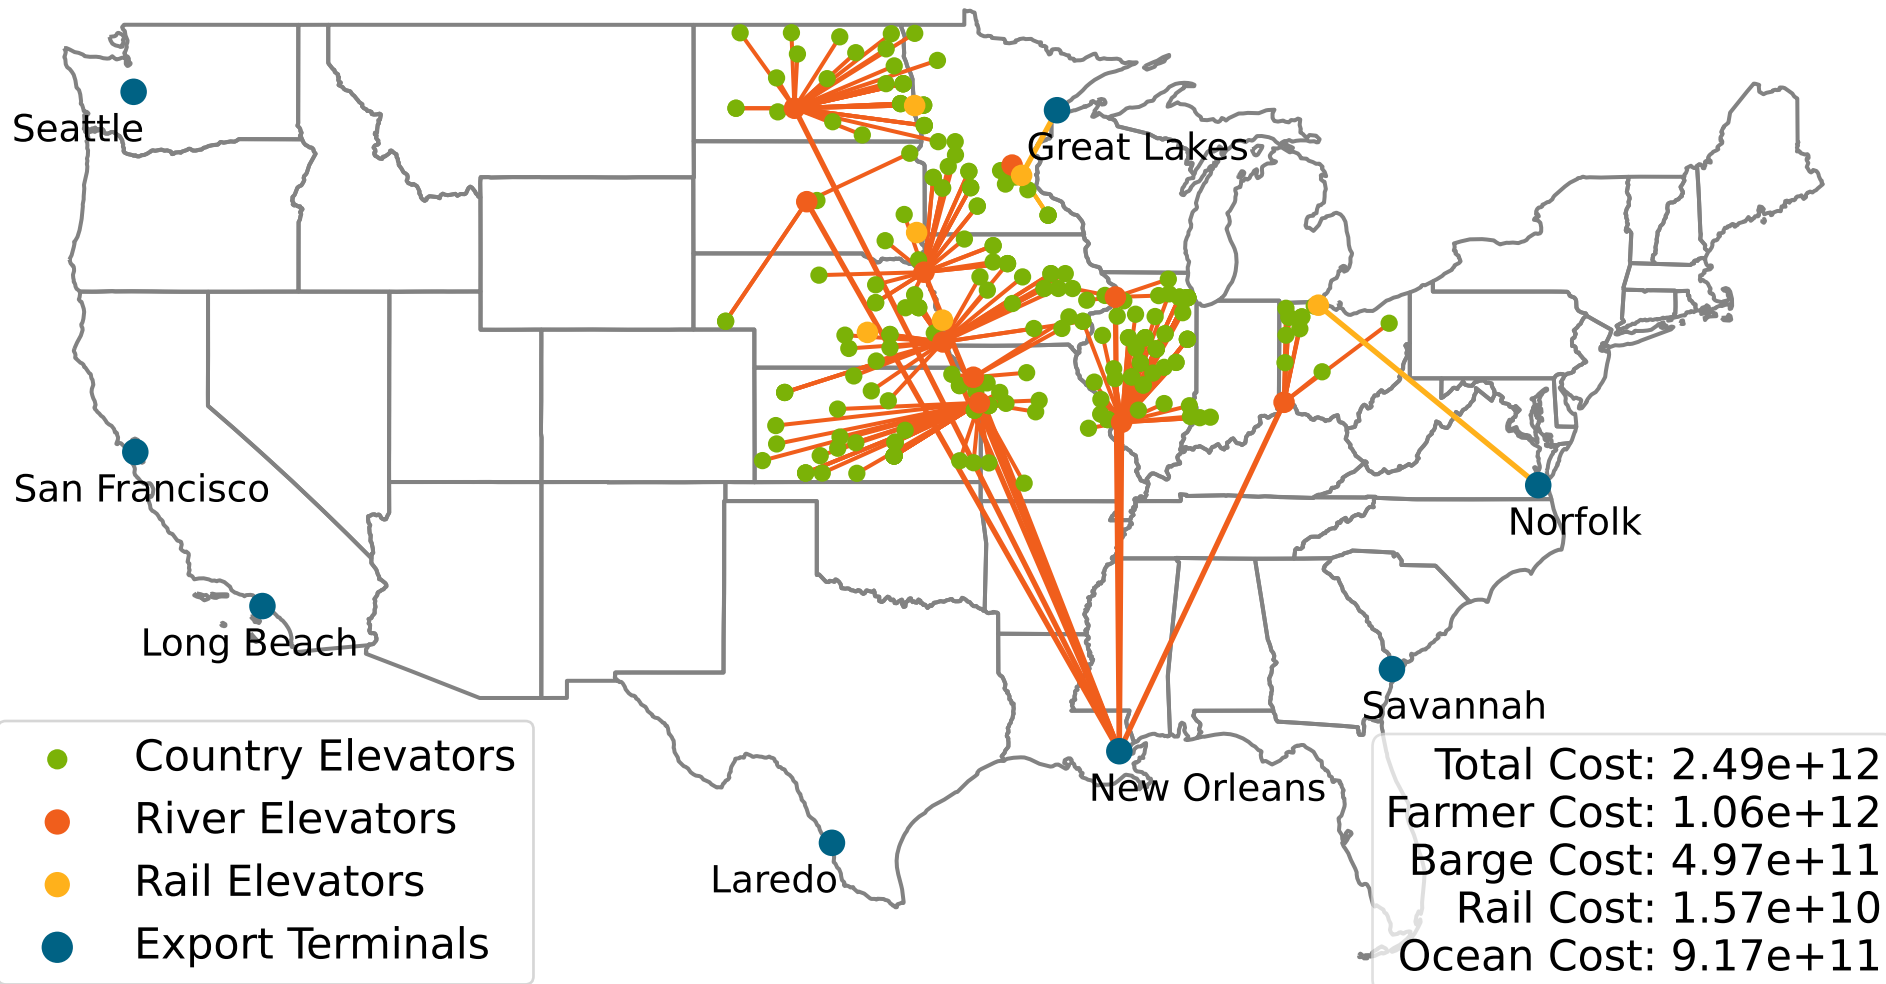 Seattle
Great Lakes
San Francisco
Norfolk
Long Beach
Savannah
New Orleans
Laredo
Country Elevators
River Elevators
Rail Elevators
Export Terminals
Total Cost: 2.49e+12
Farmer Cost: 1.06e+12
Barge Cost: 4.97e+11
Rail Cost: 1.57e+10
Ocean Cost: 9.17e+11